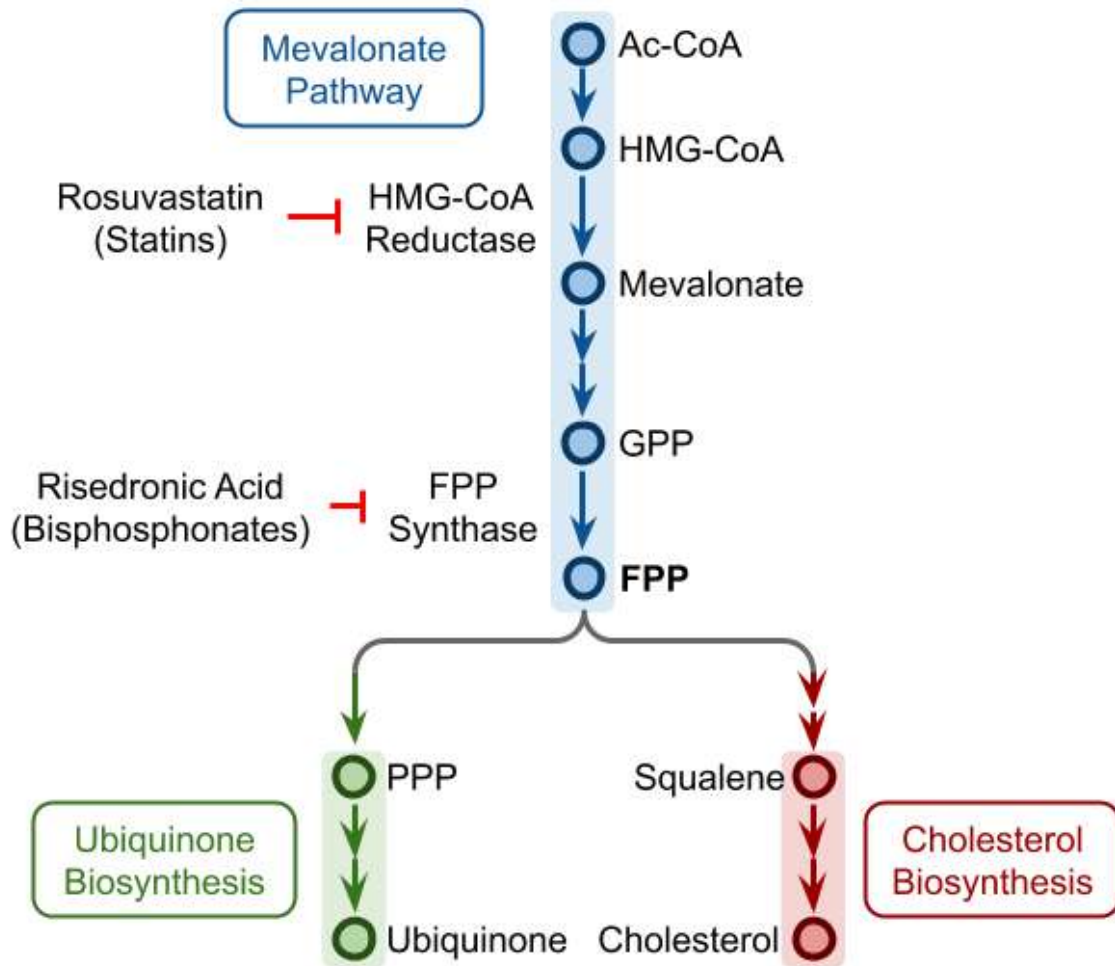 Mevalonate
Pathway
Ac-CoA
HMG-CoA
Rosuvastatin
(Statins)
HMG-CoA
Reductase
Mevalonate
GPP
Risedronic Acid
(Bisphosphonates)
FPP
Synthase
FPP
PPP
Squalene
Ubiquinone
Biosynthesis
Cholesterol
Biosynthesis
Ubiquinone
Cholesterol